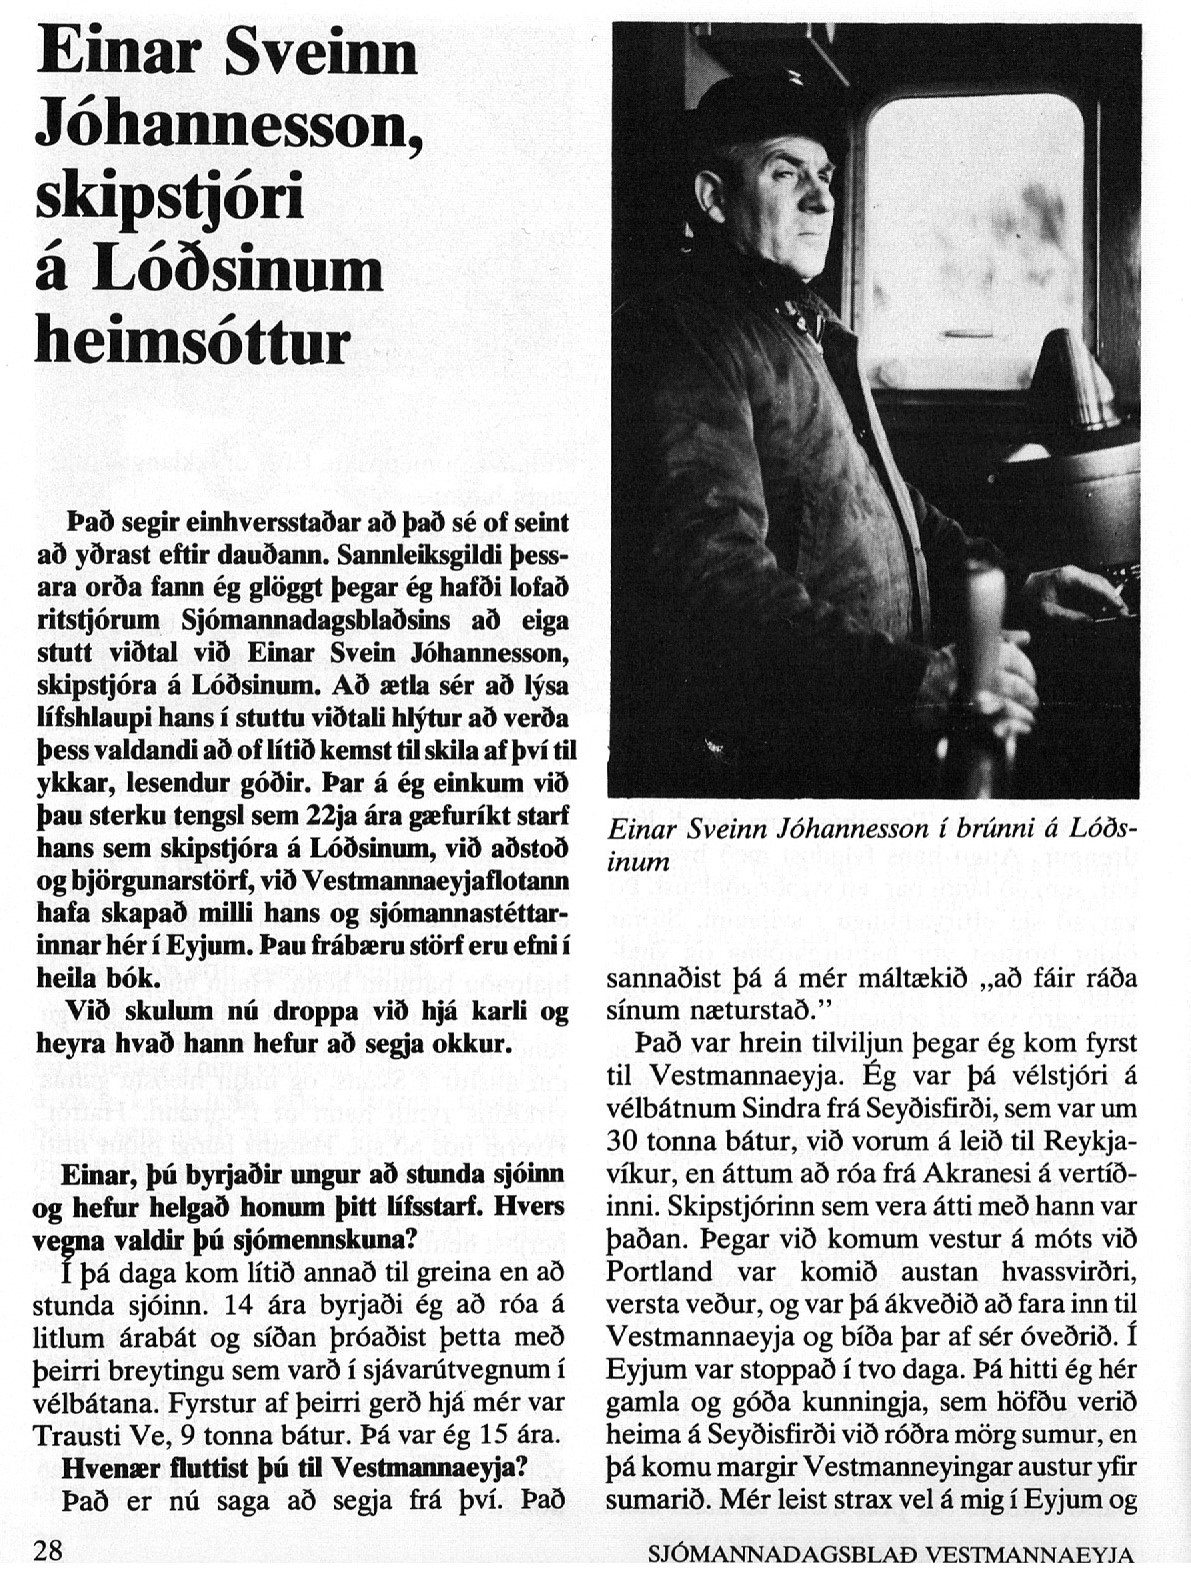 Einar Sveinn
Jóhannesson,
skipstjóri
á Lóðsinum
heimsóttur
Það segir einhversstaðar að það sé of seint
að yðrast eftir dauðann. Sannleiksgildi þess-
ara orða fann ég glöggt þegar ég hafði lofað
ritstjórum Sjómannadagsblaðsins að eiga
stutt viðtal við Einar Svein Jóhannesson,
skipstjóra á Lóðsinum. Að ætla sér að lýsa
lífshlaupi hans í stuttu viðtali hlýtur að verða
þess valdandi að of lítið kemst til skila af því til
ykkar, lesendur góðir. Þar á ég einkum við
þau sterku tengsl sem 22ja ára gæfuríkt starf
hans sem skipstjóra á Lóðsinum, við aðstoð
og björgunarstörf, við Vestmannaeyjaflotann
hafa skapað milli hans og sjómannastéttar-
innar hér í Eyjum. Þau frábæru störf eru efni í
heila bók.
Við skulum nú droppa við hjá karli og
heyra hvað hann hefur að segja okkur.
Einar, þú byrjaðir ungur að stunda sjóinn
og hefur helgað honum þitt lífsstarf. Hvers
vegna valdir þú sjómennskuna?
Í þá daga kom lítið annað til greina en að
stunda sjóinn. 14 ára byrjaði ég að róa á
litlum árabát og síðan þróaðist þetta með
þeirri breytingu sem varð í sjávarútvegnum í
vélbátana. Fyrstur af þeirri gerð hjá mér var
Trausti Ve, 9 tonna bátur. Þá var ég 15 ára.
Hvenær fluttist þú til Vestmannaeyja?
Það er nú saga að segja frá því. Það
Einar Sveinn Jóhannesson í brúnni á Lóðs-
inum
sannaðist þá á mér máltækið „að fáir ráða
sínum næturstað.”
Það var hrein tilviljun þegar ég kom fyrst
til Vestmannaeyja. Ég var þá vélstjóri á
vélbátnum Sindra frá Seyðisfirði, sem var um
30 tonna bátur, við vorum á leið til Reykja-
víkur, en áttum að róa frá Akranesi á vertíð-
inni. Skipstjórinn sem vera átti með hann var
þaðan. Þegar við komum vestur á móts við
Portland var komið austan hvassvirðri,
versta veður, og var þá ákveðið að fara inn til
Vestmannaeyja og bíða þar af sér óveðrið. Í
Eyjum var stoppað í tvo daga. Þá hitti ég hér
gamla og góða kunningja, sem höfðu verið
heima á Seyðisfirði við róðra mörg sumur, en
þá komu margir Vestmanneyingar austur yfir
sumarið. Mér leist strax vel á mig í Eyjum og
28
SJÓMANNADAGSBLAÐ VESTMANNAEYJA